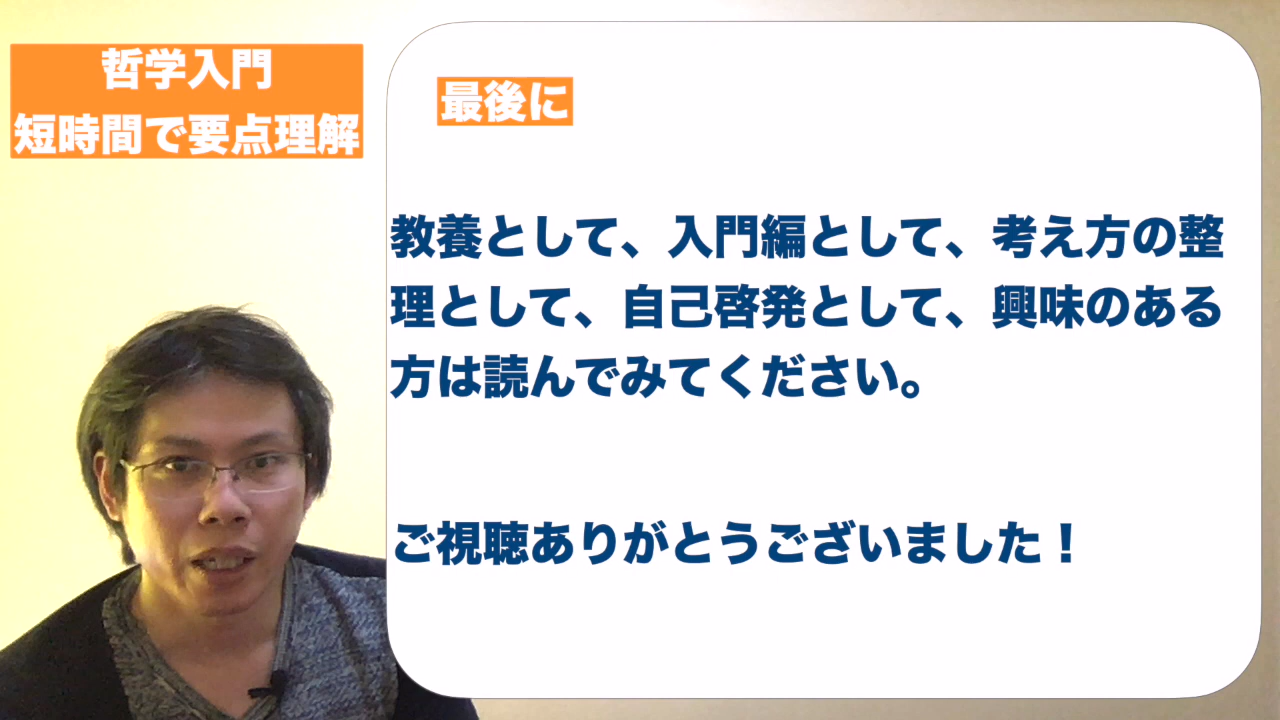 哲学入門
短時間で要点理解
最後に
教養として、入門編として、考え方の整
理として、自己啓発として、興味のある
方は読んでみてください。
ご視聴ありがとうございました！